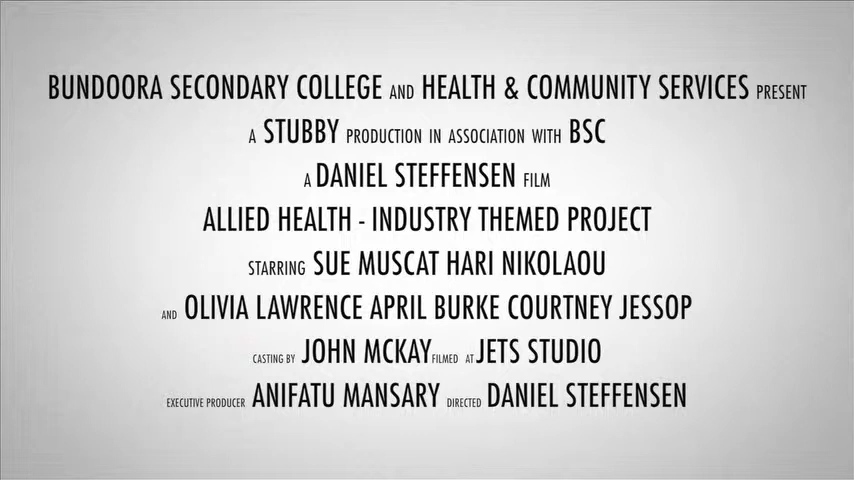 BUNDOORA SECONDARY COLLEGE AND HEALTH & COMMUNITY SERVICES PRESENT
A STUBBY PRODUCTION IN ASSOCIATION WITH BSC
A DANIEL STEFFENSEN FILM
ALLIED HEALTH - INDUSTRY THEMED PROJECT
STARRING SUE MUSCAT HARI NIKOLAOU
AND OLIVIA LAWRENCE APRIL BURKE COURTNEY JESSOP
CASTING BY JOHN MCKAY FILMED AT JETS STUDIO
EXECUTIVE PRODUCER ANIFATU MANSARY DIRECTED DANIEL STEFFENSEN